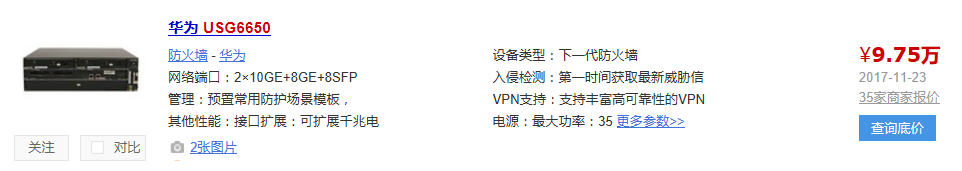 华为 USG6650
防火墙 - 华为
网络端口：2×10GE+8GE+8SFP
管理：预置常用防护场景模板，
其他性能：接口扩展：可扩展千兆电
2张图片
设备类型：下一代防火墙
入侵检测：第一时间获取最新威胁信
VPN支持：支持丰富高可靠性的VPN
电源：最大功率：35 更多参数>>
¥9.75万
2017-11-23
35家商家报价
查询底价
关注
对比